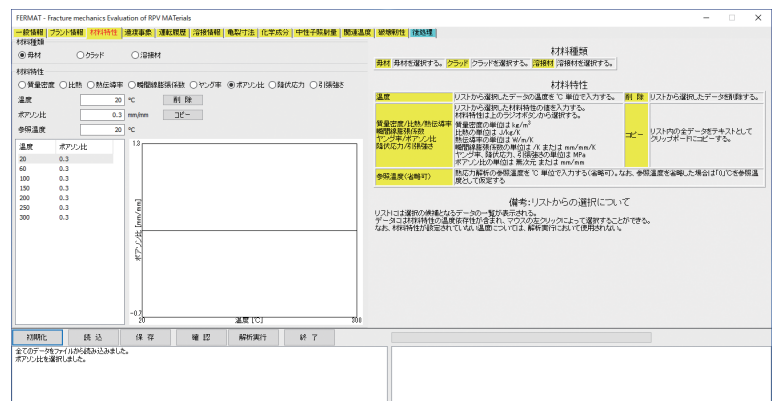 FERMAT - Fracture mechanics Evaluation of RPV MATerials
一般情報 プラント情報 材料特性 過渡事象 運転履歴 溶接情報 亀裂寸法 化学成分 中性子照射量 関連温度 破壊靭性 後処理
材料種類
母材 クラッド 溶接材
材料特性
質量密度 比熱 熱伝導率 瞬間線膨張係数 ヤング率 ポアソン比 降伏応力 引張強さ
温度 20 ℃ 削 除
ポアソン比 0.3 mm/mm コピー
参照温度 20 ℃
温度 ポアソン比
20 0.3
60 0.3
100 0.3
150 0.3
200 0.3
250 0.3
300 0.3
1.3
ポアソン比 [mm/mm]
-0.7
20 温度 [℃] 300
材料種類
母材 母材を選択する。 クラッド クラッドを選択する。 溶接材 溶接材を選択する。
材料特性
温度 リストから選択したデータの温度を ℃ 単位で入力する。 削 除 リストから選択したデータを削除する。
質量密度/比熱/熱伝導率
瞬間線膨張係数
ヤング率/ポアソン比
降伏応力/引張強さ
リストから選択した材料特性の値を入力する。
材料特性は上のラジオボタンから選択する。
質量密度の単位は kg/m³
比熱の単位は J/kg/K
熱伝導率の単位は W/m/K
瞬間線膨張係数の単位は /K または mm/mm/K
ヤング率、降伏応力、引張強さの単位は MPa
ポアソン比の単位は 無次元 または mm/mm
コピー リスト内の全データをテキストとして
クリップボードにコピーする。
参照温度(省略可) 熱応力解析の参照温度を ℃ 単位で入力する(省略可)。なお、参照温度を省略した場合は「0」℃を参照温
度として仮定する
備考:リストからの選択について
リストには選択の候補となるデータの一覧が表示される。
データには材料特性の温度依存性が含まれ、マウスの左クリックによって選択することができる。
なお、材料特性が設定されていない温度については、解析実行において使用されない。
初期化 読 込 保 存 確 認 解析実行 終 了
全てのデータをファイルから読み込みました。
ポアソン比を選択しました。